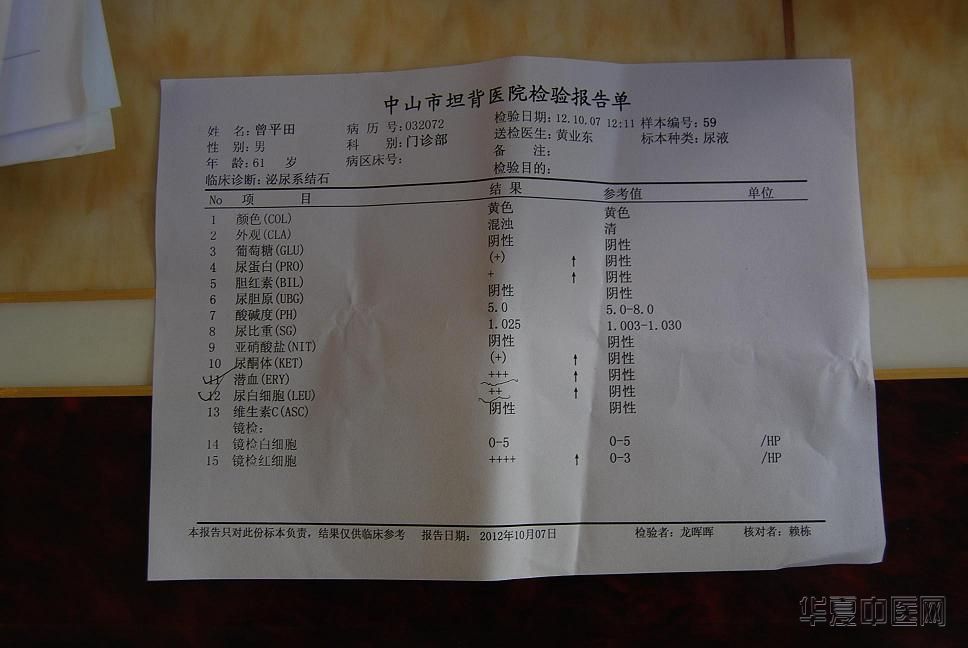 中山市坦背医院检验报告单
姓 名:曾平田 病 历 号:032072 检验日期:12.10.07 12:11 样本编号:59
性 别:男 科 别:门诊部 送检医生:黄业东 标本种类:尿液
年 龄:61 岁 病区床号: 备 注:
临床诊断:泌尿系结石 检验目的:
No 项 目 结 果 参考值 单位
1 颜色(COL) 黄色 黄色
2 外观(CLA) 混浊 清
3 葡萄糖(GLU) 阴性 阴性
4 尿蛋白(PRO) (+) ↑ 阴性
5 胆红素(BIL) + ↑ 阴性
6 尿胆原(UBG) 阴性 阴性
7 酸碱度(PH) 5.0 5.0-8.0
8 尿比重(SG) 1.025 1.003-1.030
9 亚硝酸盐(NIT) 阴性 阴性
10 尿酮体(KET) (+) ↑ 阴性
11 潜血(ERY) +++ ↑ 阴性
12 尿白细胞(LEU) ++ ↑ 阴性
13 维生素C(ASC) 阴性 阴性
镜检:
14 镜检白细胞 0-5 0-5 /HP
15 镜检红细胞 ++++ ↑ 0-3 /HP
本报告只对此份标本负责,结果仅供临床参考 报告日期: 2012年10月07日 检验者:龙晖晖 核对者:赖栋
华夏中医网